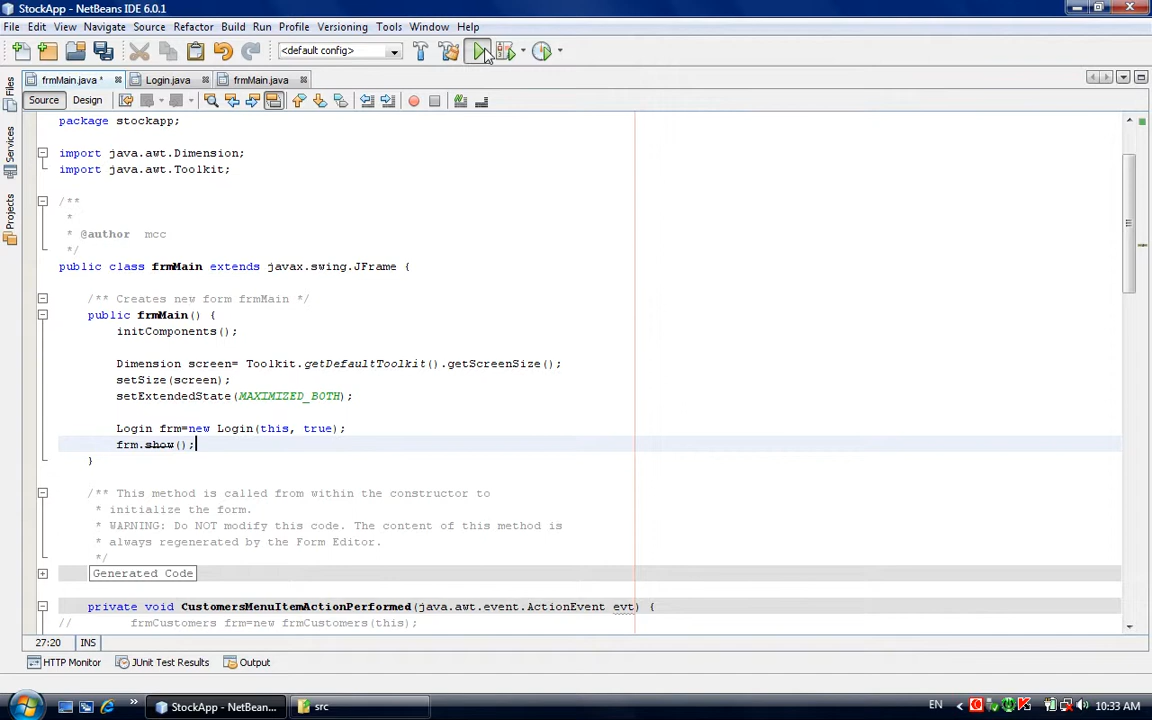 StockApp - NetBeans IDE 6.0.1
File Edit View Navigate Source Refactor Build Run Profile Versioning Tools Window Help
<default config>
frmMain.java * Login.java frmMain.java
Source Design
Files
Services
Projects
package stockapp;
import java.awt.Dimension;
import java.awt.Toolkit;
/**
*
* @author mcc
*/
public class frmMain extends javax.swing.JFrame {
/** Creates new form frmMain */
public frmMain() {
initComponents();
Dimension screen= Toolkit.getDefaultToolkit().getScreenSize();
setSize(screen);
setExtendedState(MAXIMIZED_BOTH);
Login frm=new Login(this, true);
frm.show();
}
/** This method is called from within the constructor to
* initialize the form.
* WARNING: Do NOT modify this code. The content of this method is
* always regenerated by the Form Editor.
*/
Generated Code
private void CustomersMenuItemActionPerformed(java.awt.event.ActionEvent evt) {
// frmCustomers frm=new frmCustomers(this);
27:20 INS
HTTP Monitor JUnit Test Results Output
StockApp - NetBean... src EN 10:33 AM